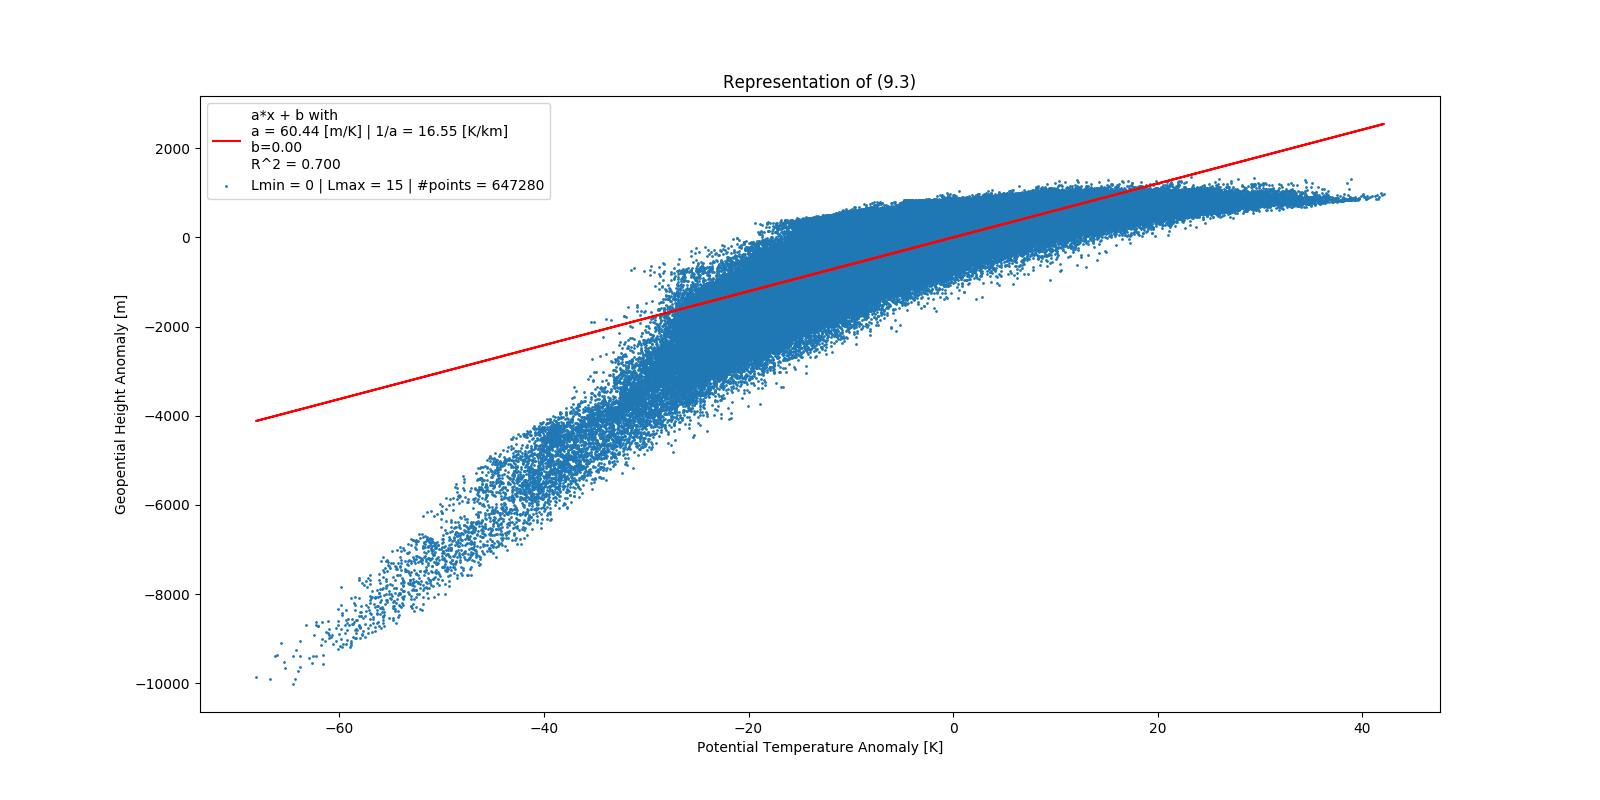 Representation of (9.3)
a*x + b with
a = 60.44 [m/K] | 1/a = 16.55 [K/km]
b=0.00
R^2 = 0.700
Lmin = 0 | Lmax = 15 | #points = 647280
Geopential Height Anomaly [m]
2000
0
−2000
−4000
−6000
−8000
−10000
−60
−40
−20
0
20
40
Potential Temperature Anomaly [K]